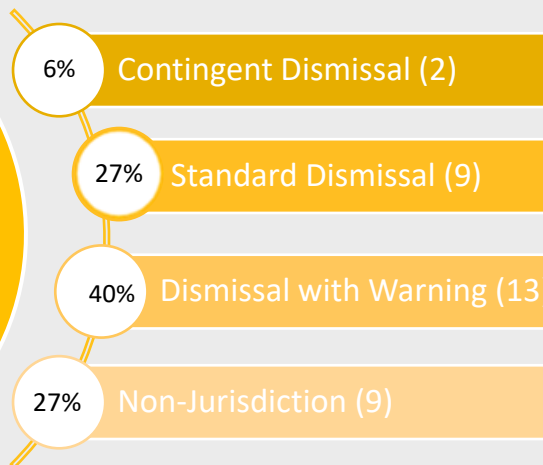 6% Contingent Dismissal (2)
27% Standard Dismissal (9)
40% Dismissal with Warning (13
27% Non-Jurisdiction (9)